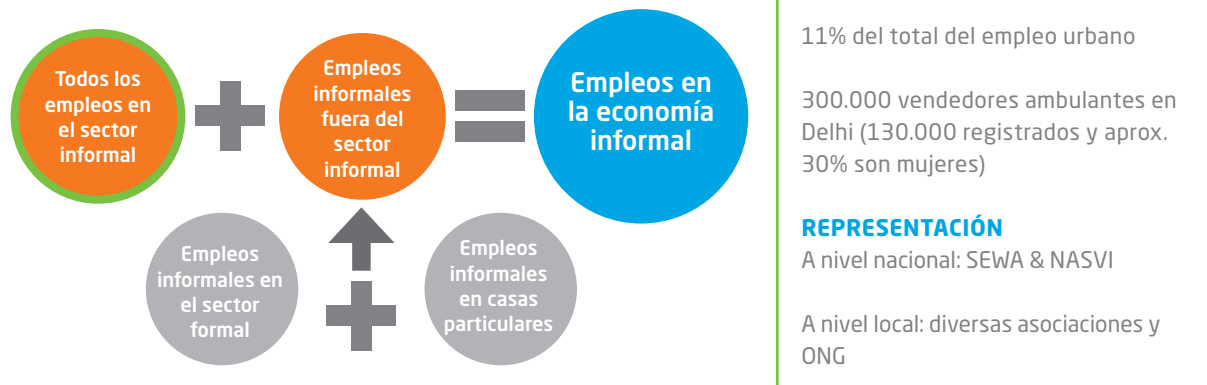 Todos los
empleos en
el sector
informal
Empleos
informales
fuera del
sector
informal
Empleos en
la economía
informal
Empleos
informales en
el sector
formal
Empleos
informales
en casas
particulares
11% del total del empleo urbano
300.000 vendedores ambulantes en
Delhi (130.000 registrados y aprox.
30% son mujeres)
REPRESENTACIÓN
A nivel nacional: SEWA & NASVI
A nivel local: diversas asociaciones y
ONG